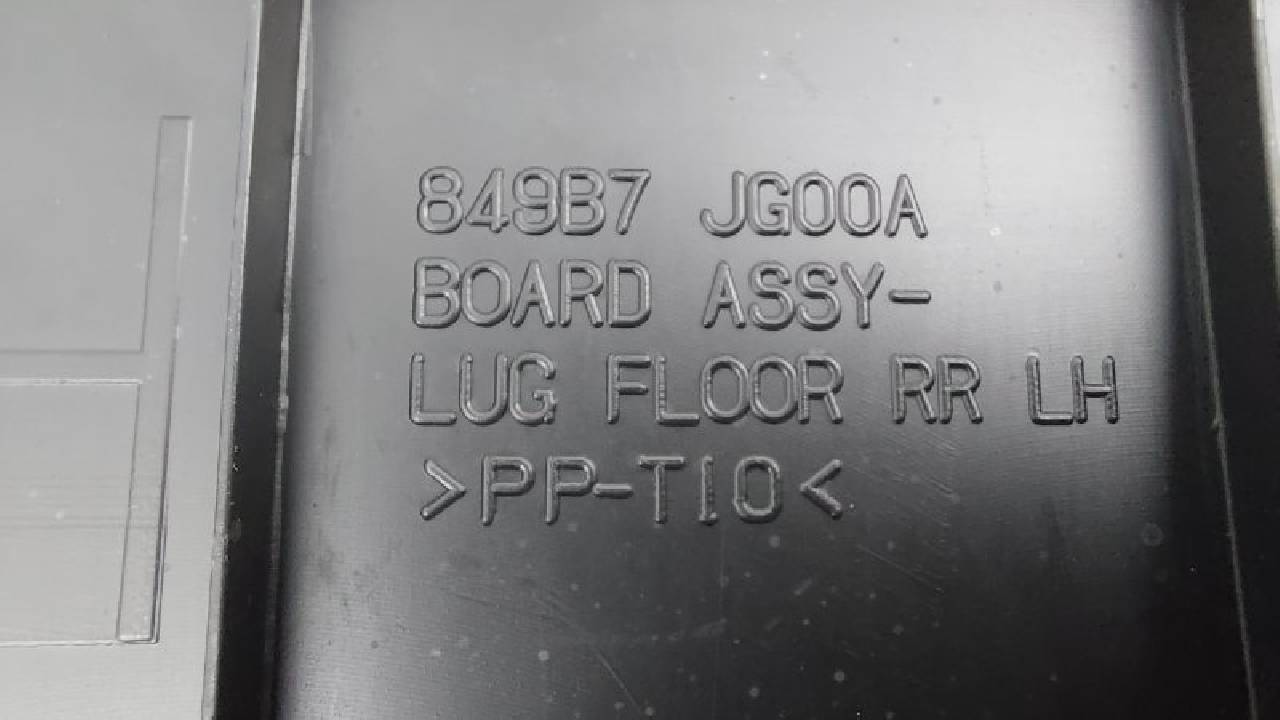 849B7 JG00A
BOARD ASSY-
LUG FLOOR RR LH
>PP-T10<